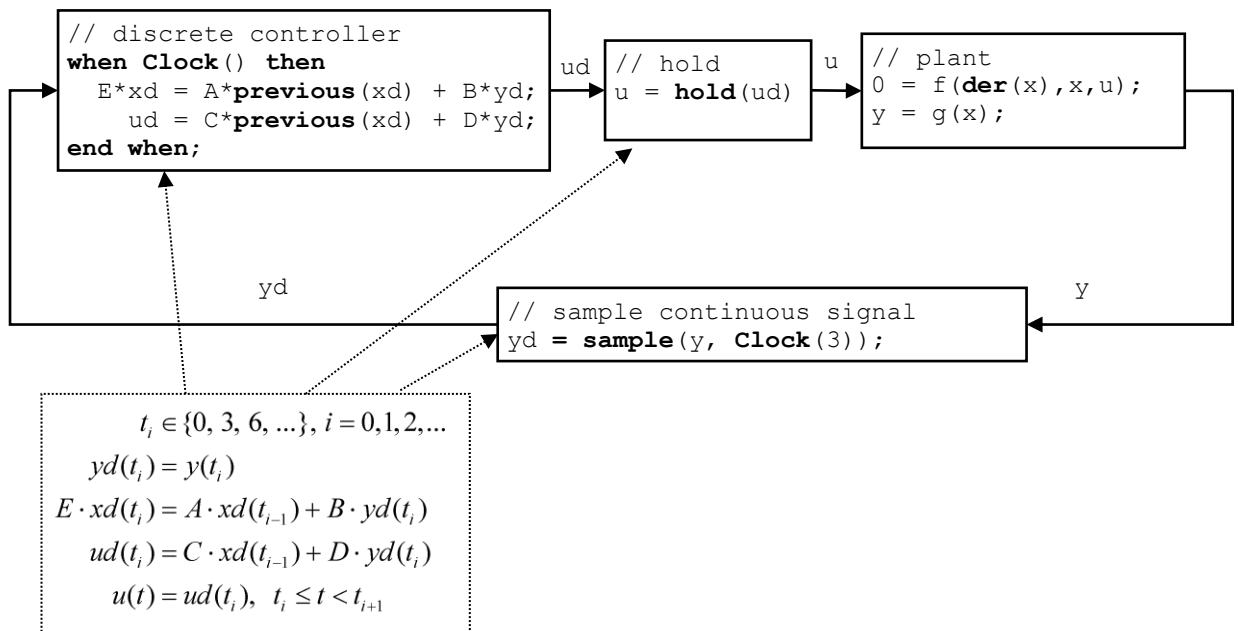 // discrete controller
when Clock() then
E*xd = A*previous(xd) + B*yd;
ud = C*previous(xd) + D*yd;
end when;
ud
// hold
u = hold(ud)
u
// plant
0 = f(der(x),x,u);
y = g(x);
yd
y
// sample continuous signal
yd = sample(y, Clock(3));
t_i ∈ {0, 3, 6, ...}, i = 0,1,2,...
yd(t_i) = y(t_i)
E · xd(t_i) = A · xd(t_{i-1}) + B · yd(t_i)
ud(t_i) = C · xd(t_{i-1}) + D · yd(t_i)
u(t) = ud(t_i), t_i ≤ t < t_{i+1}